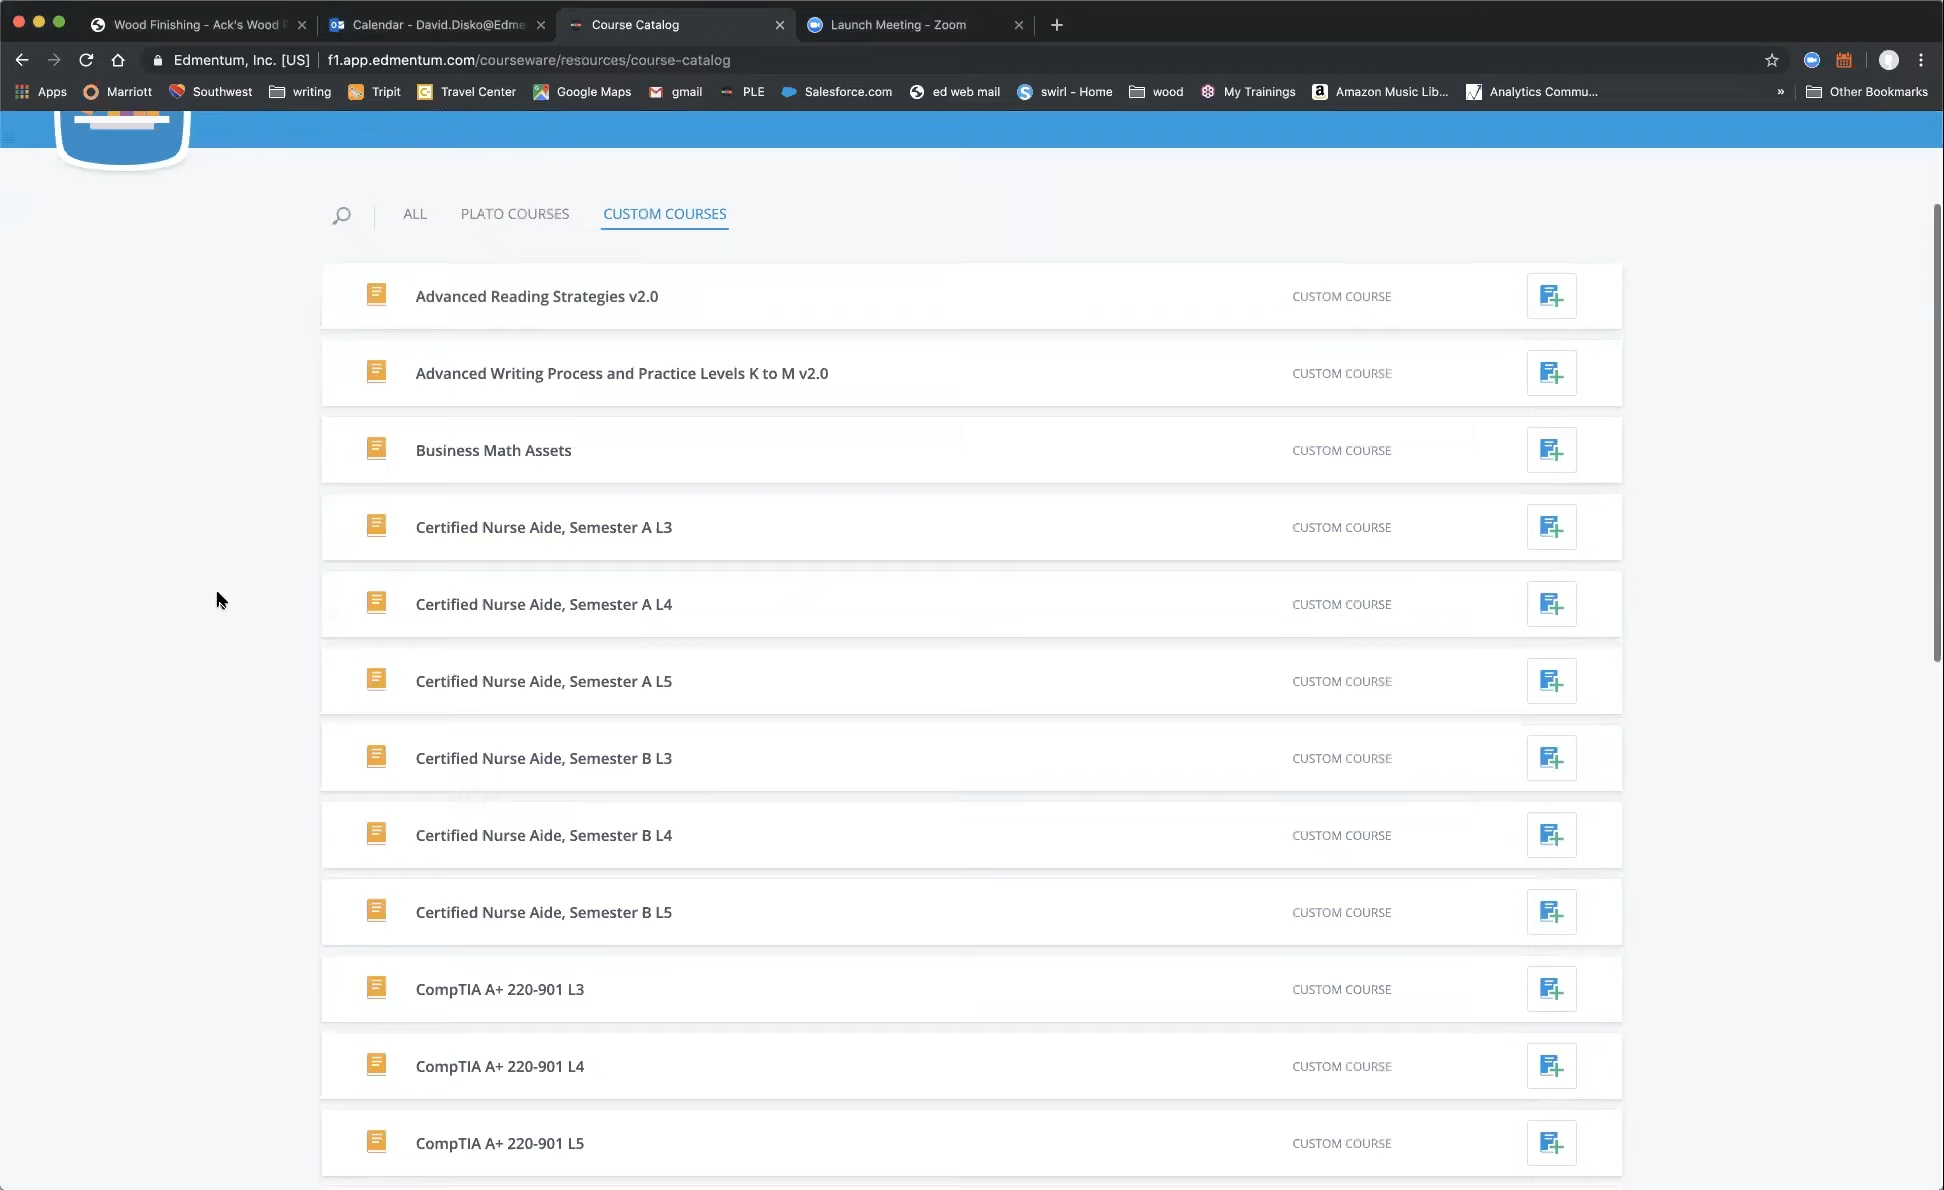 Wood Finishing - Ack's Wood
Calendar - David.Disko@Edme
Course Catalog
Launch Meeting - Zoom
Edmentum, Inc. [US] f1.app.edmentum.com/courseware/resources/course-catalog
Apps Marriott Southwest writing Tripit Travel Center Google Maps gmail PLE Salesforce.com ed web mail swirl - Home wood My Trainings Amazon Music Lib... Analytics Commu... » Other Bookmarks
ALL PLATO COURSES CUSTOM COURSES
Advanced Reading Strategies v2.0 CUSTOM COURSE
Advanced Writing Process and Practice Levels K to M v2.0 CUSTOM COURSE
Business Math Assets CUSTOM COURSE
Certified Nurse Aide, Semester A L3 CUSTOM COURSE
Certified Nurse Aide, Semester A L4 CUSTOM COURSE
Certified Nurse Aide, Semester A L5 CUSTOM COURSE
Certified Nurse Aide, Semester B L3 CUSTOM COURSE
Certified Nurse Aide, Semester B L4 CUSTOM COURSE
Certified Nurse Aide, Semester B L5 CUSTOM COURSE
CompTIA A+ 220-901 L3 CUSTOM COURSE
CompTIA A+ 220-901 L4 CUSTOM COURSE
CompTIA A+ 220-901 L5 CUSTOM COURSE